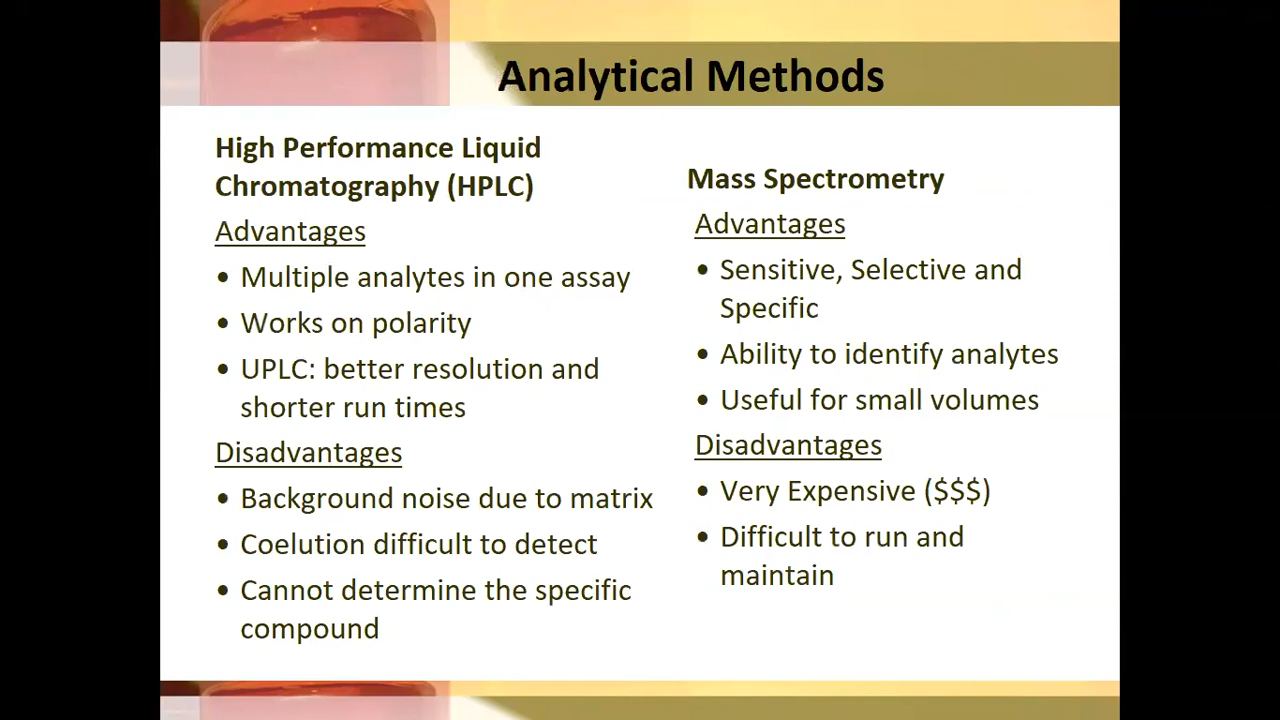 Analytical Methods
High Performance Liquid
Chromatography (HPLC)
Advantages
• Multiple analytes in one assay
• Works on polarity
• UPLC: better resolution and
shorter run times
Disadvantages
• Background noise due to matrix
• Coelution difficult to detect
• Cannot determine the specific
compound
Mass Spectrometry
Advantages
• Sensitive, Selective and
Specific
• Ability to identify analytes
• Useful for small volumes
Disadvantages
• Very Expensive ($$$)
• Difficult to run and
maintain